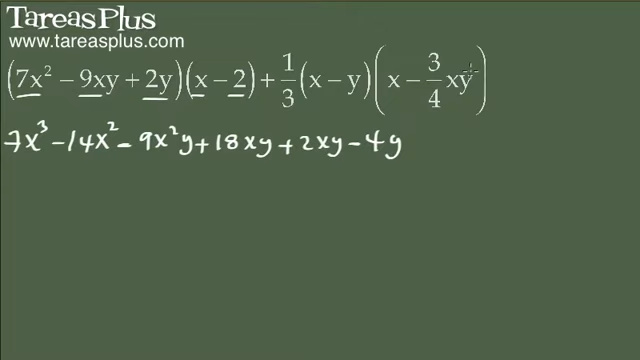 TareasPlus
www.tareasplus.com
(7x² − 9xy + 2y)(x − 2) + 1/3 (x − y)(x − 3/4 xy)
7x³ − 14x² − 9x²y + 18xy + 2xy − 4y